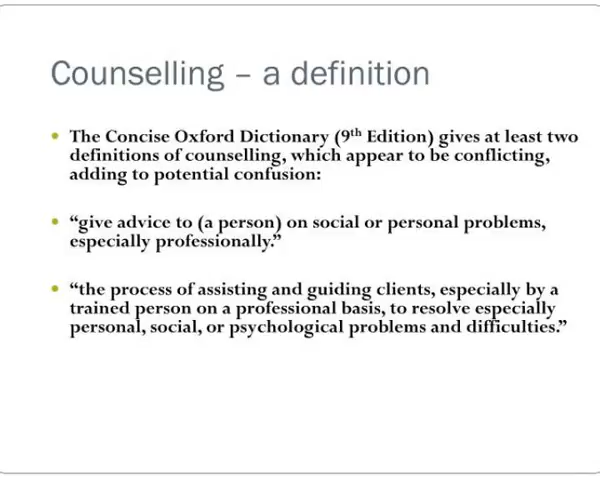 Counselling – a definition
• The Concise Oxford Dictionary (9th Edition) gives at least two
definitions of counselling, which appear to be conflicting,
adding to potential confusion:
• “give advice to (a person) on social or personal problems,
especially professionally.”
• “the process of assisting and guiding clients, especially by a
trained person on a professional basis, to resolve especially
personal, social, or psychological problems and difficulties.”